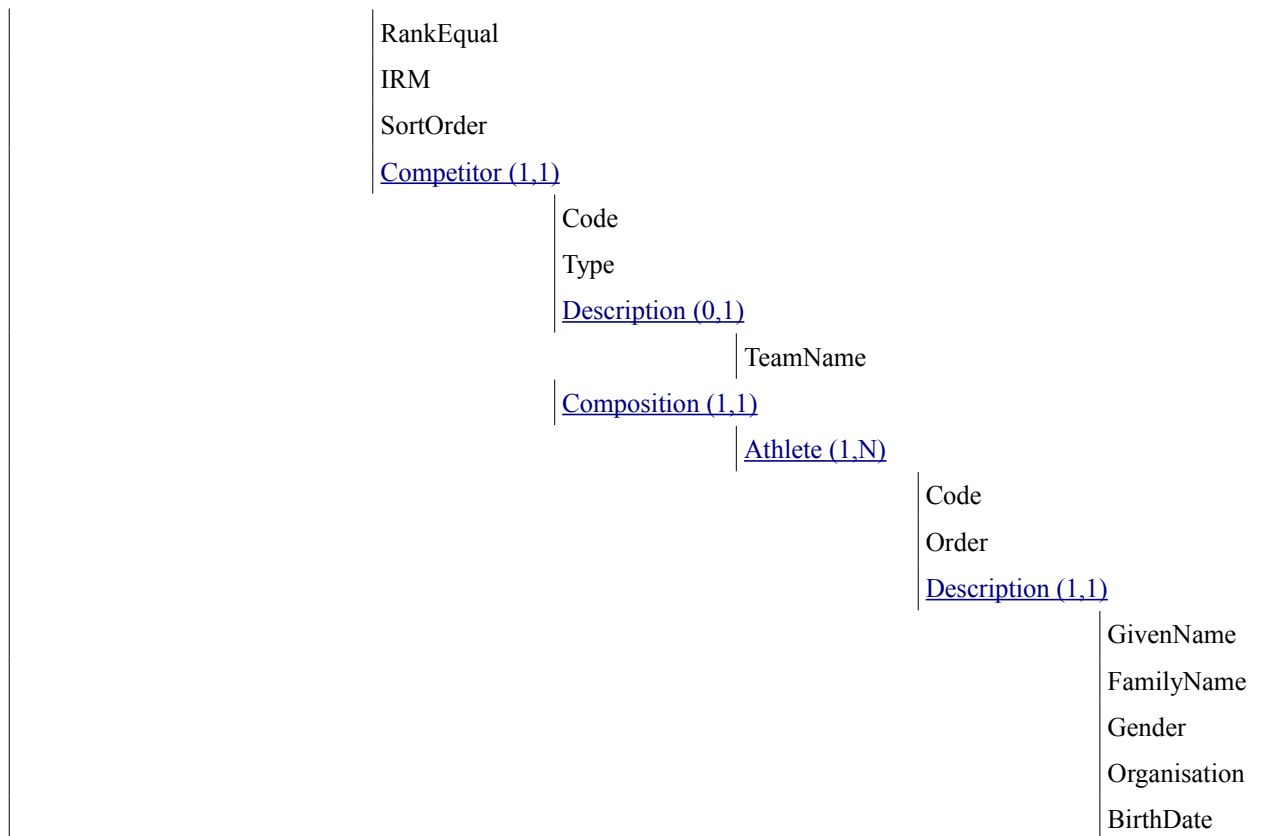 RankEqual
IRM
SortOrder
Competitor (1,1)
Code
Type
Description (0,1)
TeamName
Composition (1,1)
Athlete (1,N)
Code
Order
Description (1,1)
GivenName
FamilyName
Gender
Organisation
BirthDate